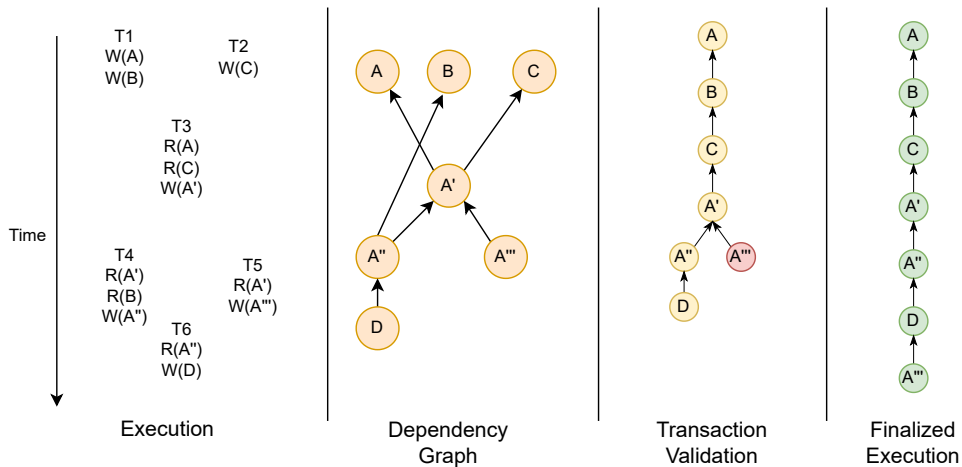 T1
W(A)
W(B)
T2
W(C)
T3
R(A)
R(C)
W(A')
Time
T4
R(A')
R(B)
W(A'')
T5
R(A')
W(A''')
T6
R(A'')
W(D)
Execution
A
B
C
A'
A''
A'''
D
Dependency
Graph
A
B
C
A'
A''
A'''
D
Transaction
Validation
A
B
C
A'
A''
D
A'''
Finalized
Execution